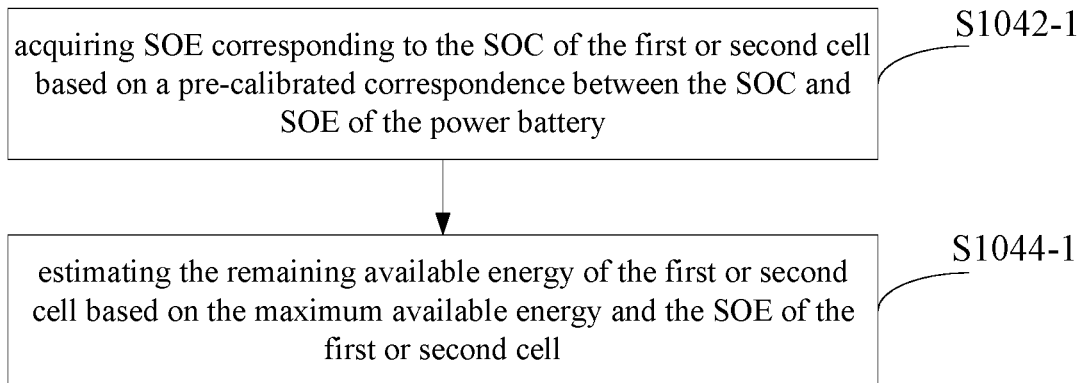 S1042-1
acquiring SOE corresponding to the SOC of the first or second cell
based on a pre-calibrated correspondence between the SOC and
SOE of the power battery
S1044-1
estimating the remaining available energy of the first or second
cell based on the maximum available energy and the SOE of the
first or second cell